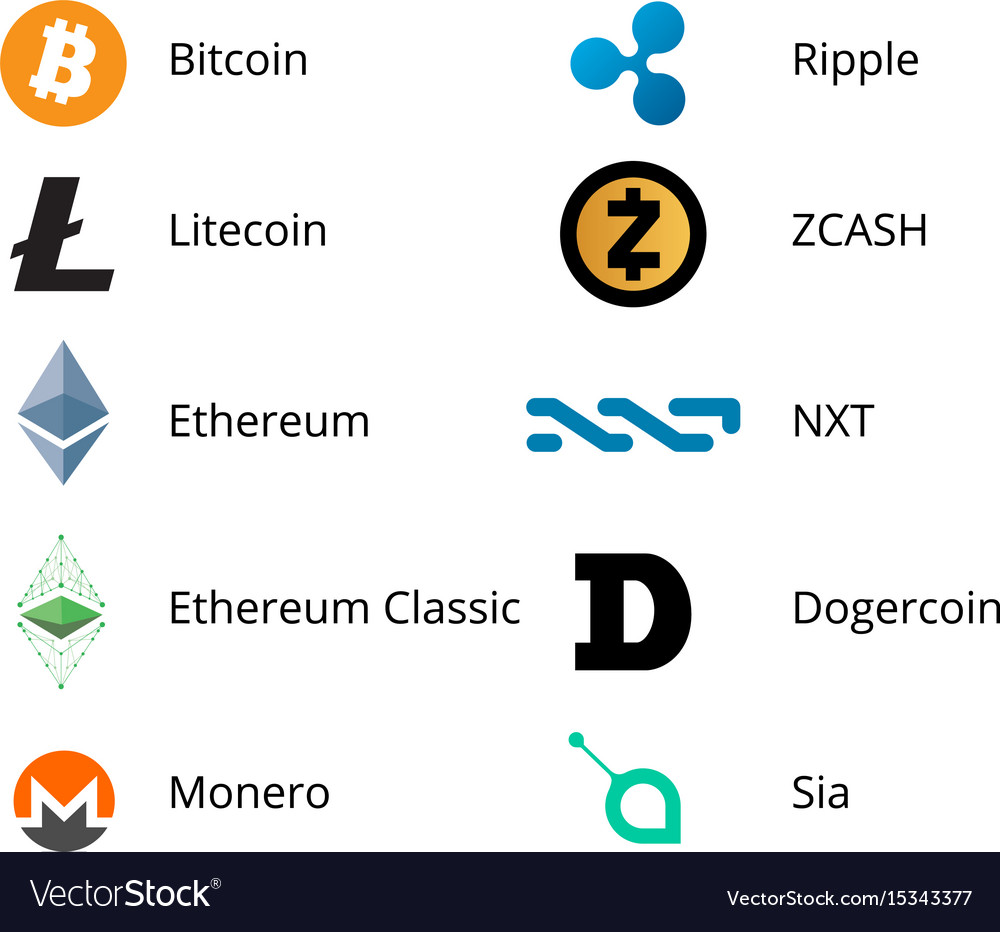 Bitcoin
Ripple
Litecoin
ZCASH
Ethereum
NXT
Ethereum Classic
Dogercoin
Monero
Sia
VectorStock®
VectorStock.com/15343377